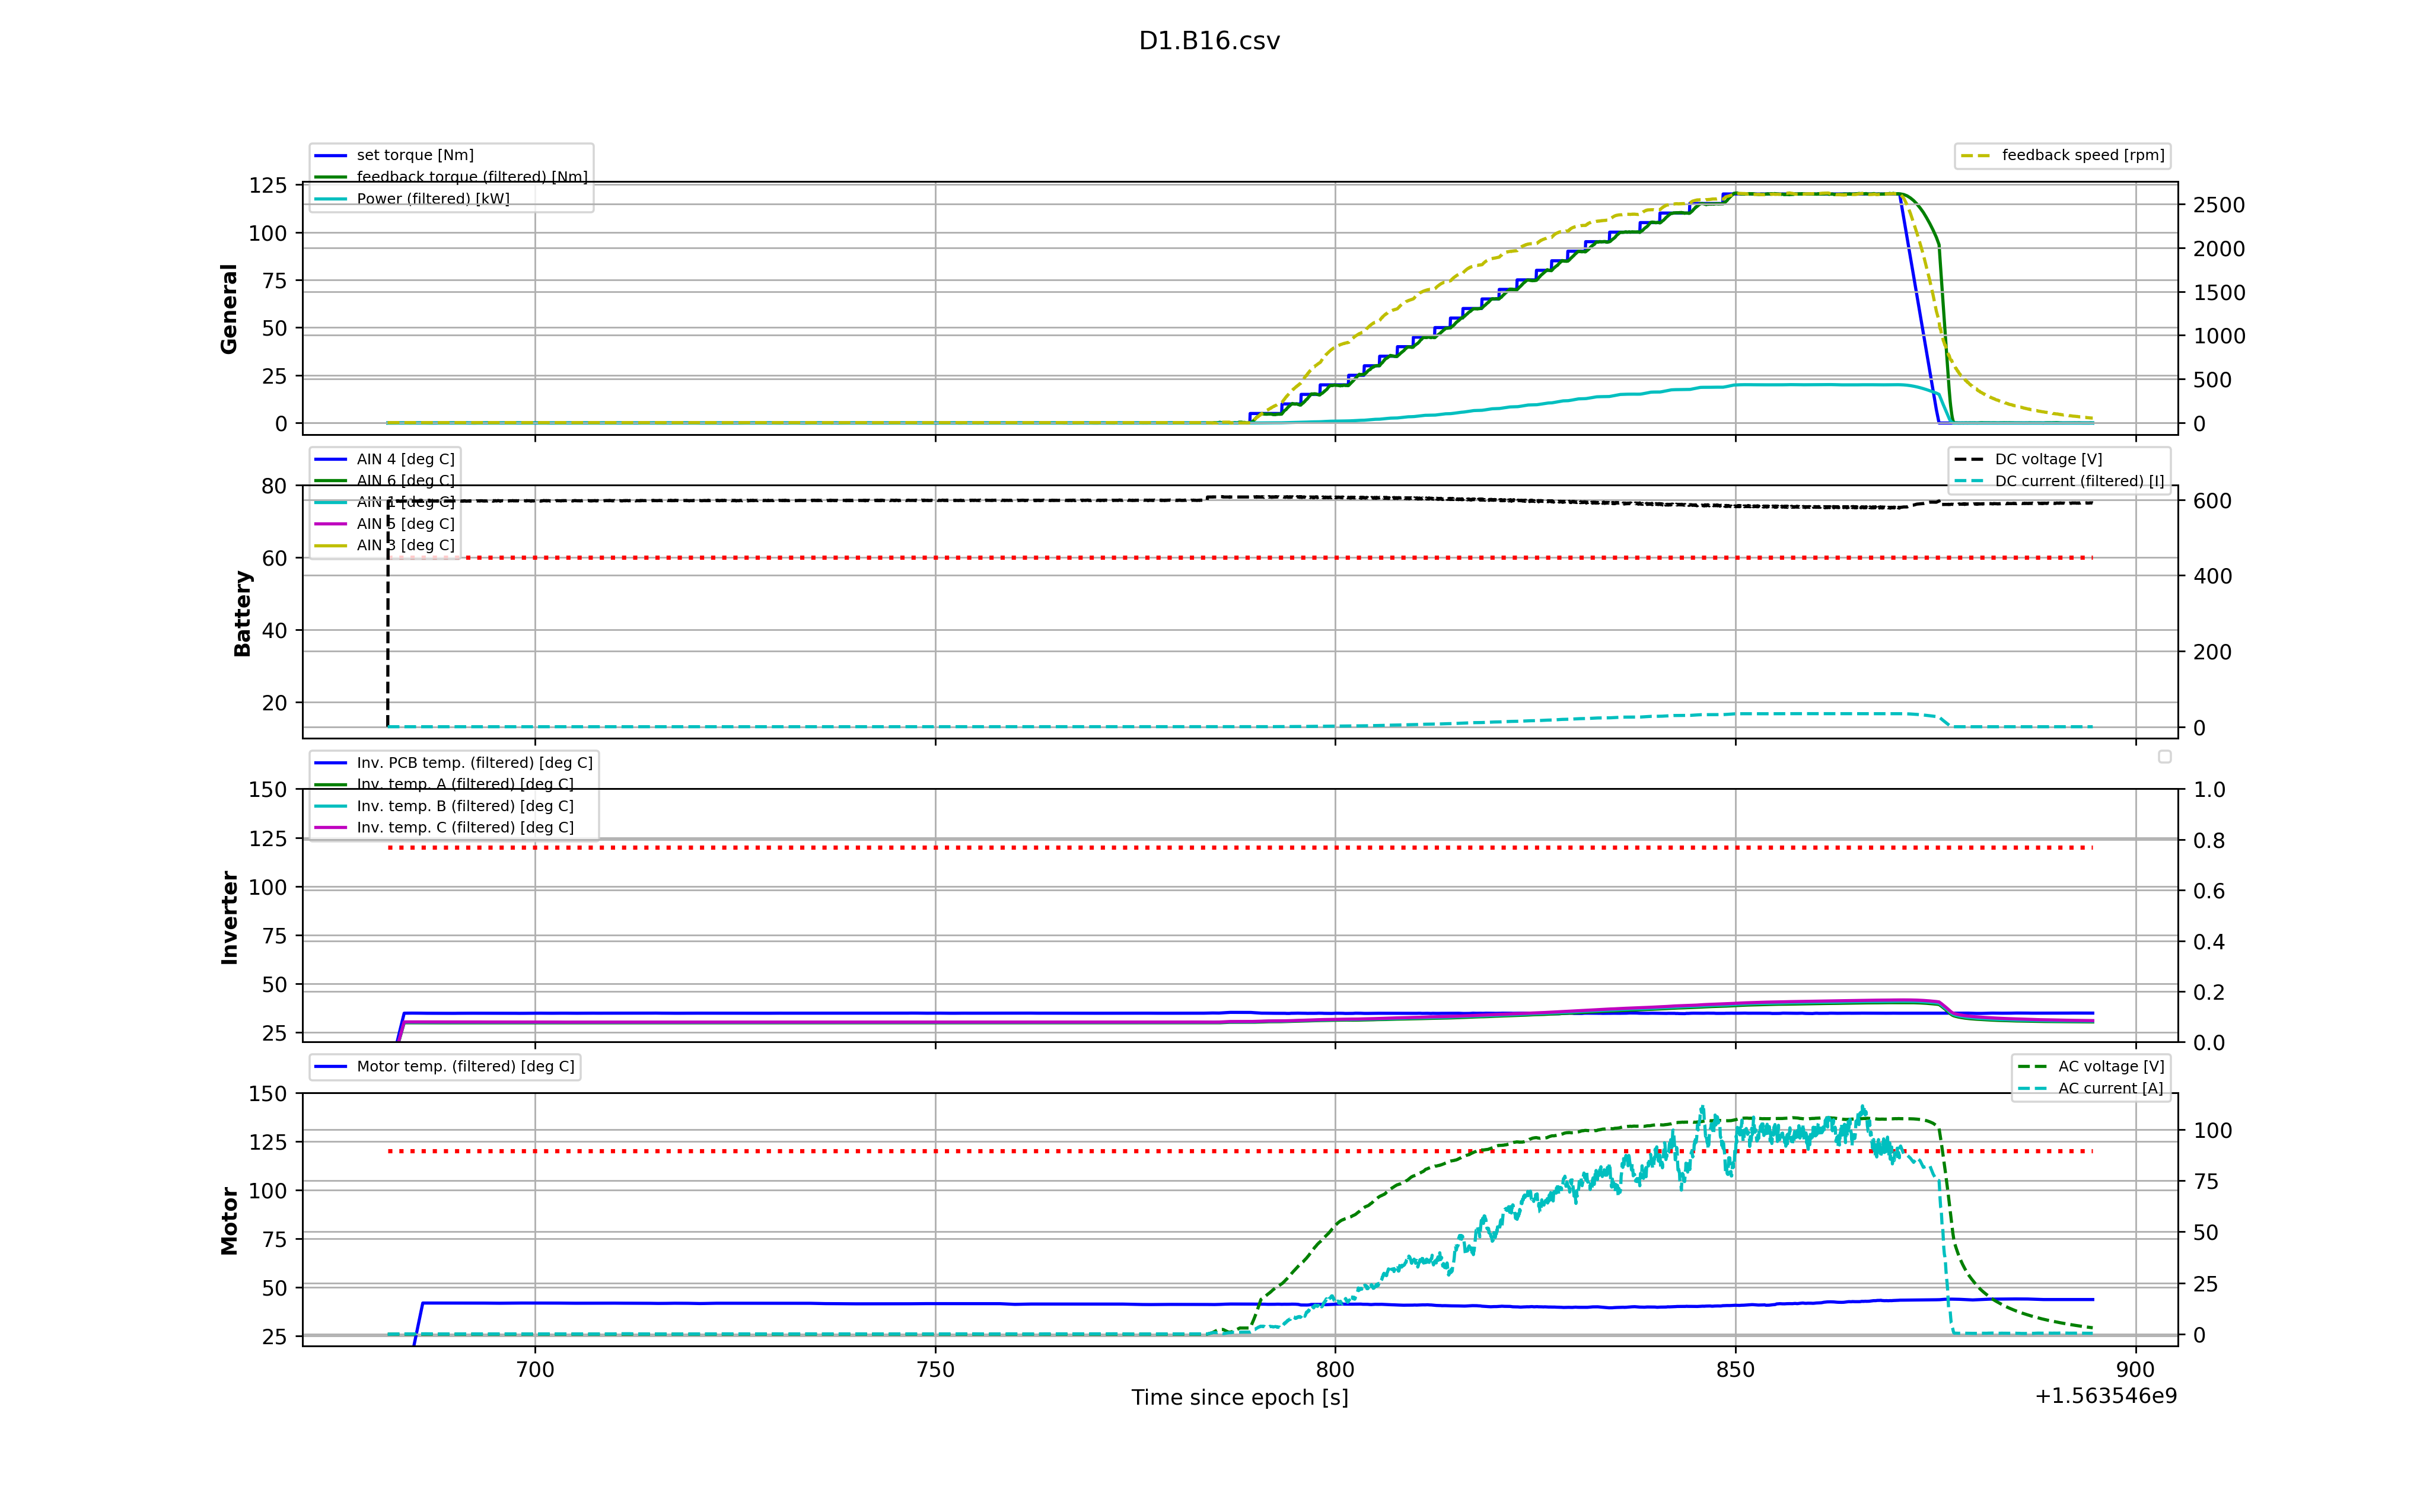 D1.B16.csv
set torque [Nm]
feedback torque (filtered) [Nm]
Power (filtered) [kW]
feedback speed [rpm]
General
125
100
75
50
25
0
2500
2000
1500
1000
500
0
AIN 4 [deg C]
AIN 6 [deg C]
AIN 1 [deg C]
AIN 5 [deg C]
AIN 3 [deg C]
DC voltage [V]
DC current (filtered) [I]
Battery
80
60
40
20
600
400
200
0
Inv. PCB temp. (filtered) [deg C]
Inv. temp. A (filtered) [deg C]
Inv. temp. B (filtered) [deg C]
Inv. temp. C (filtered) [deg C]
Inverter
150
125
100
75
50
25
1.0
0.8
0.6
0.4
0.2
0.0
Motor temp. (filtered) [deg C]
AC voltage [V]
AC current [A]
Motor
150
125
100
75
50
25
100
75
50
25
0
700 750 800 850 900
Time since epoch [s]
+1.563546e9